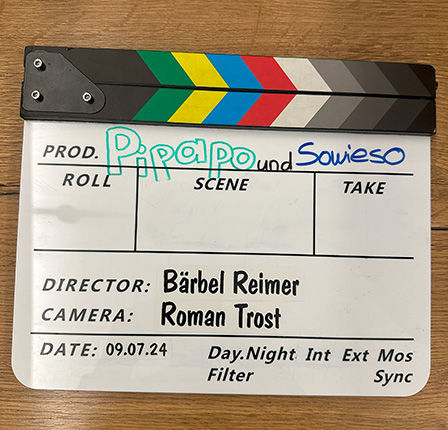 PROD. Pipapo und Sowieso
ROLL SCENE TAKE
DIRECTOR: Bärbel Reimer
CAMERA: Roman Trost
DATE: 09.07.24 Day.Night Int Ext Mos
Filter Sync